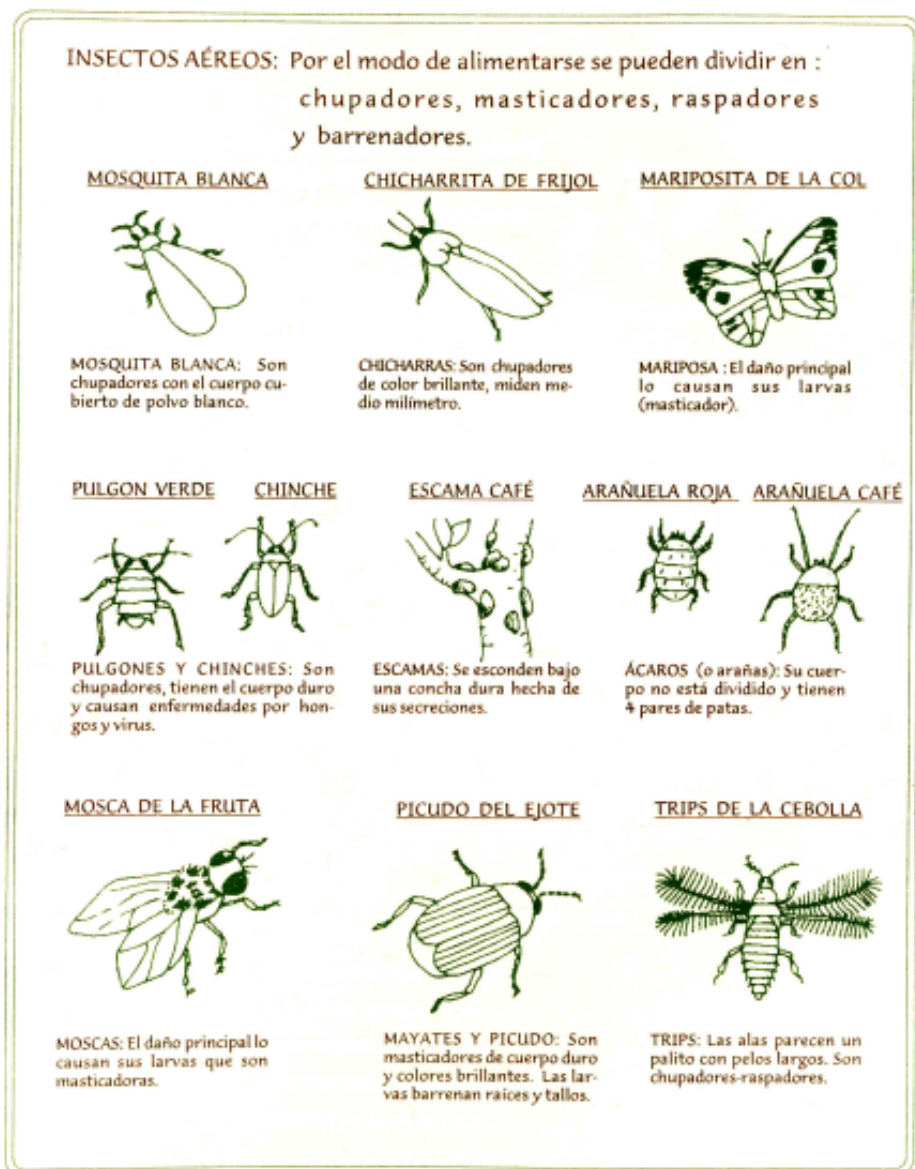 INSECTOS AÉREOS: Por el modo de alimentarse se pueden dividir en :
chupadores, masticadores, raspadores
y barrenadores.
MOSQUITA BLANCA
CHICHARRITA DE FRIJOL
MARIPOSITA DE LA COL
MOSQUITA BLANCA: Son
chupadores con el cuerpo cu-
bierto de polvo blanco.
CHICHARRAS: Son chupadores
de color brillante, miden me-
dio milímetro.
MARIPOSA : El daño principal
lo causan sus larvas
(masticador).
PULGON VERDE
CHINCHE
ESCAMA CAFÉ
ARAÑUELA ROJA
ARAÑUELA CAFÉ
PULGONES Y CHINCHES: Son
chupadores, tienen el cuerpo duro
y causan enfermedades por hon-
gos y virus.
ESCAMAS: Se esconden bajo
una concha dura hecha de
sus secreciones.
ÁCAROS (o arañas): Su cuer-
po no está dividido y tienen
4 pares de patas.
MOSCA DE LA FRUTA
PICUDO DEL EJOTE
TRIPS DE LA CEBOLLA
MOSCAS: El daño principal lo
causan sus larvas que son
masticadoras.
MAYATES Y PICUDO: Son
masticadores de cuerpo duro
y colores brillantes. Las lar-
vas barrenan raíces y tallos.
TRIPS: Las alas parecen un
palito con pelos largos. Son
chupadores-raspadores.